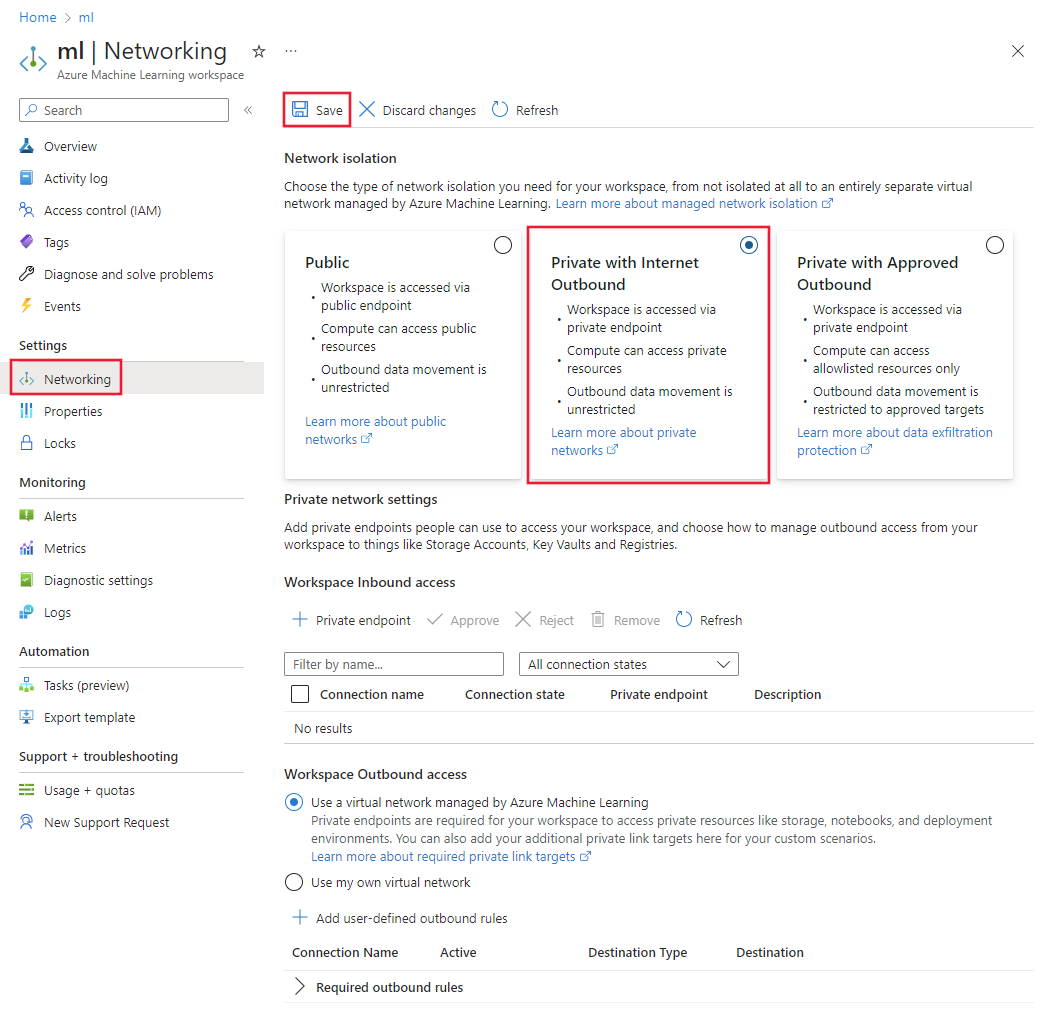 Home > ml
ml | Networking
Azure Machine Learning workspace
Search
Overview
Activity log
Access control (IAM)
Tags
Diagnose and solve problems
Events
Settings
Networking
Properties
Locks
Monitoring
Alerts
Metrics
Diagnostic settings
Logs
Automation
Tasks (preview)
Export template
Support + troubleshooting
Usage + quotas
New Support Request
Save Discard changes Refresh
Network isolation
Choose the type of network isolation you need for your workspace, from not isolated at all to an entirely separate virtual
network managed by Azure Machine Learning. Learn more about managed network isolation
Public
• Workspace is accessed via
public endpoint
• Compute can access public
resources
• Outbound data movement is
unrestricted
Learn more about public
networks
Private with Internet
Outbound
• Workspace is accessed via
private endpoint
• Compute can access private
resources
• Outbound data movement is
unrestricted
Learn more about private
networks
Private with Approved
Outbound
• Workspace is accessed via
private endpoint
• Compute can access
allowlisted resources only
• Outbound data movement is
restricted to approved targets
Learn more about data exfiltration
protection
Private network settings
Add private endpoints people can use to access your workspace, and choose how to manage outbound access from your
workspace to things like Storage Accounts, Key Vaults and Registries.
Workspace Inbound access
Private endpoint Approve Reject Remove Refresh
Filter by name... All connection states
Connection name Connection state Private endpoint Description
No results
Workspace Outbound access
Use a virtual network managed by Azure Machine Learning
Private endpoints are required for your workspace to access private resources like storage, notebooks, and deployment
environments. You can also add your additional private link targets here for your custom scenarios.
Learn more about required private link targets
Use my own virtual network
Add user-defined outbound rules
Connection Name Active Destination Type Destination
Required outbound rules